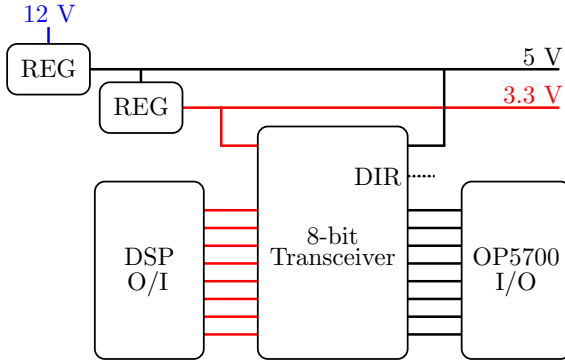 12 V
REG
5 V
REG
3.3 V
DIR
8-bit
Transceiver
DSP
O/I
OP5700
I/O